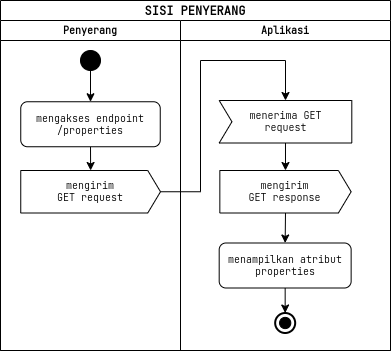 SISI PENYERANG
Penyerang
Aplikasi
mengakses endpoint
/properties
mengirim
GET request
menerima GET
request
mengirim
GET response
menampilkan atribut
properties